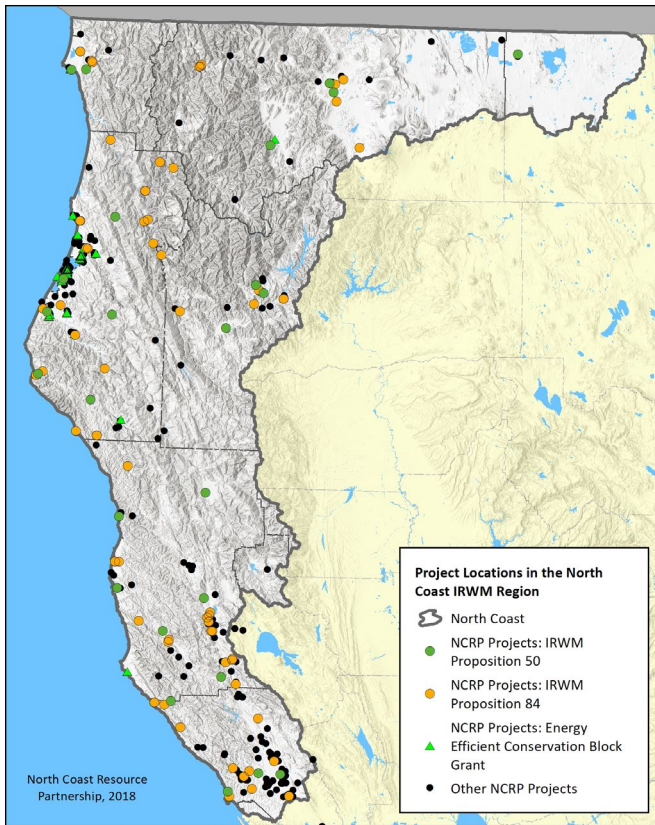 Project Locations in the North
Coast IRWM Region
North Coast
NCRP Projects: IRWM
Proposition 50
NCRP Projects: IRWM
Proposition 84
NCRP Projects: Energy
Efficient Conservation Block
Grant
Other NCRP Projects
North Coast Resource
Partnership, 2018